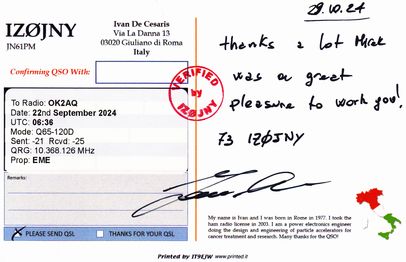 IZØJNY
JN61PM
Ivan De Cesaris
Via La Danna 13
03020 Giuliano di Roma
Italy
Confirming QSO With:
29.10.24
thanks a lot Mirek
was a great
pleasure to work you!
73 IZØJNY
VERIFIED
by
IZØJNY
To Radio: OK2AQ
Date: 22nd September 2024
UTC: 06:36
Mode: Q65-120D
Sent: -21 Rcvd: -25
QRG: 10.368.126 MHz
Prop: EME
Remarks:
PLEASE SEND QSL
THANKS FOR YOUR QSL
My name is Ivan and I was born in Rome in 1977. I took the
ham radio license in 2003. I am a power electronics engineer
doing the design and engineering of particle accelerators for
cancer treatment and research. Many thanks for the QSO!
Printed by IT9EJW www.printed.it